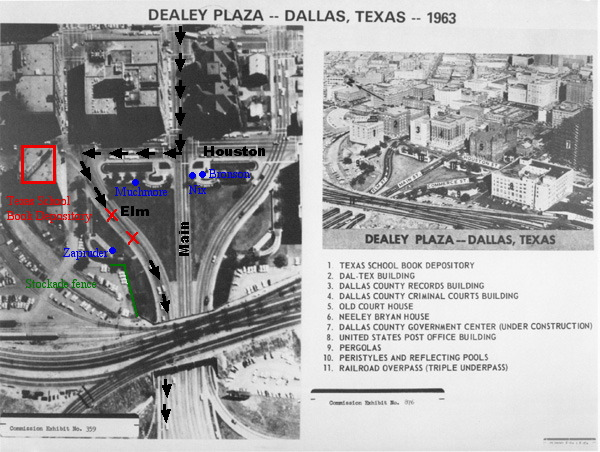 DEALEY PLAZA -- DALLAS, TEXAS -- 1963
Houston
Bronson
Nix
Muchmore
Texas School
Book Depository
Elm
Main
Zapruder
Stockade fence
Commission Exhibit No. 359
3
DEALEY PLAZA -- DALLAS, TEXAS
1. TEXAS SCHOOL BOOK DEPOSITORY
2. DAL-TEX BUILDING
3. DALLAS COUNTY RECORDS BUILDING
4. DALLAS COUNTY CRIMINAL COURTS BUILDING
5. OLD COURT HOUSE
6. NEELEY BRYAN HOUSE
7. DALLAS COUNTY GOVERNMENT CENTER (UNDER CONSTRUCTION)
8. UNITED STATES POST OFFICE BUILDING
9. PERGOLAS
10. PERISTYLES AND REFLECTING POOLS
11. RAILROAD OVERPASS (TRIPLE UNDERPASS)
Commission Exhibit No. 876